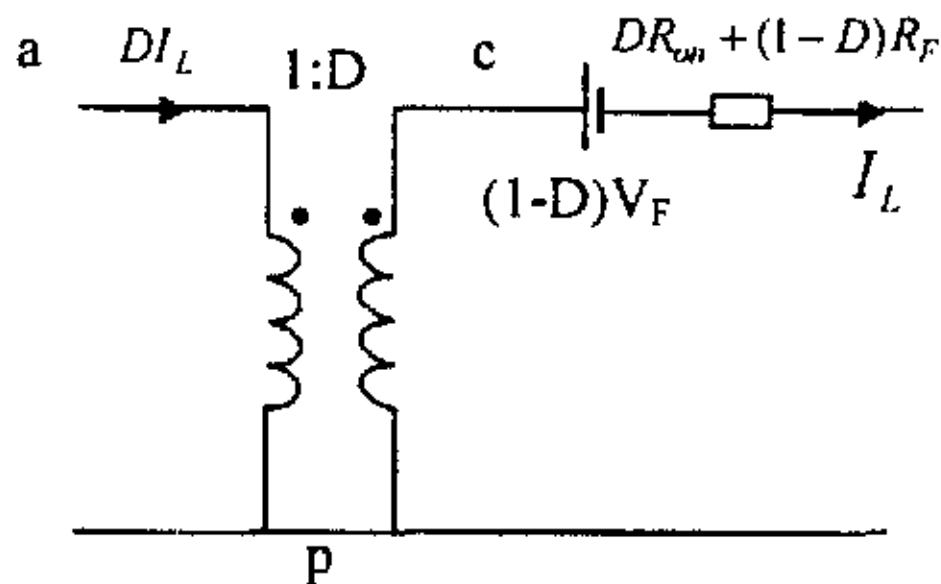 a
DI_L
1:D
c
DR_on + (1 - D)R_F
(1-D)V_F
I_L
p